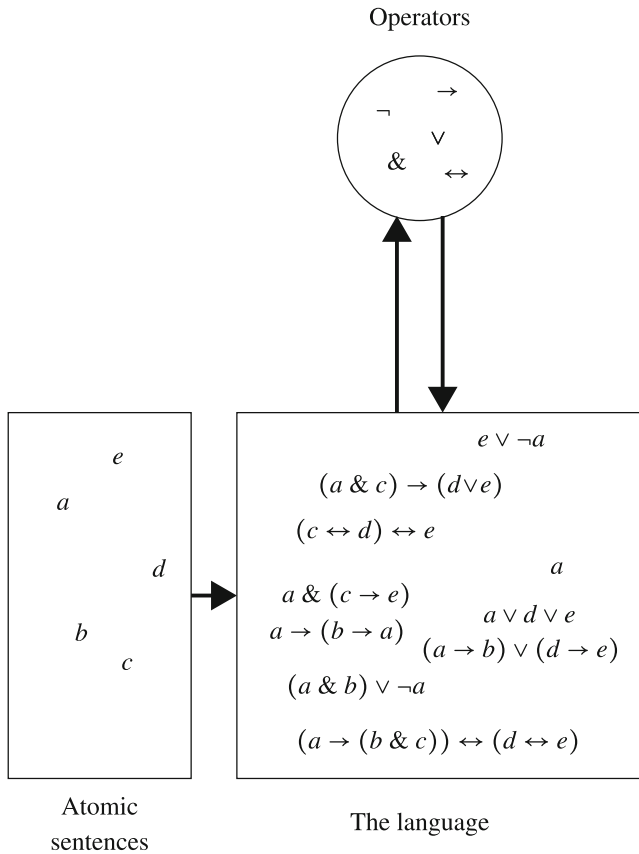 Operators
→
¬
∨
&
↔
e
a
d
b
c
e ∨ ¬a
(a & c) → (d∨e)
(c ↔ d) ↔ e
a
a & (c → e)
a ∨ d ∨ e
a → (b → a)
(a → b) ∨ (d → e)
(a & b) ∨ ¬a
(a → (b & c)) ↔ (d ↔ e)
Atomic
sentences
The language